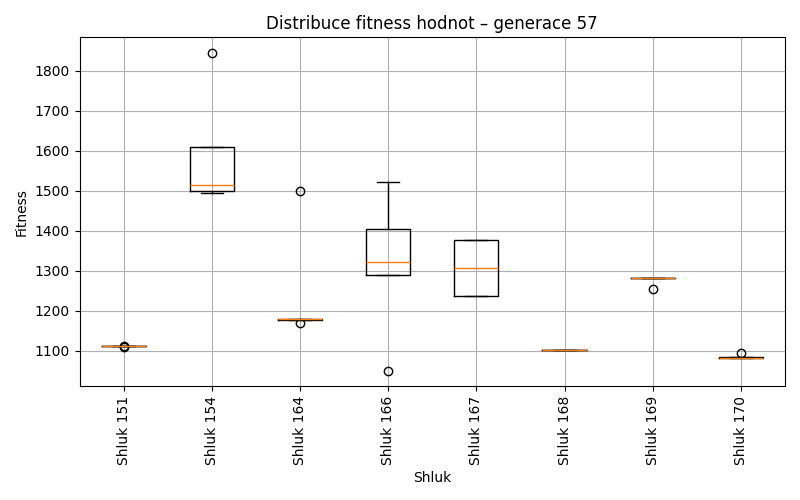 Distribuce fitness hodnot – generace 57
Fitness
1800
1700
1600
1500
1400
1300
1200
1100
Shluk 151
Shluk 154
Shluk 164
Shluk 166
Shluk 167
Shluk 168
Shluk 169
Shluk 170
Shluk